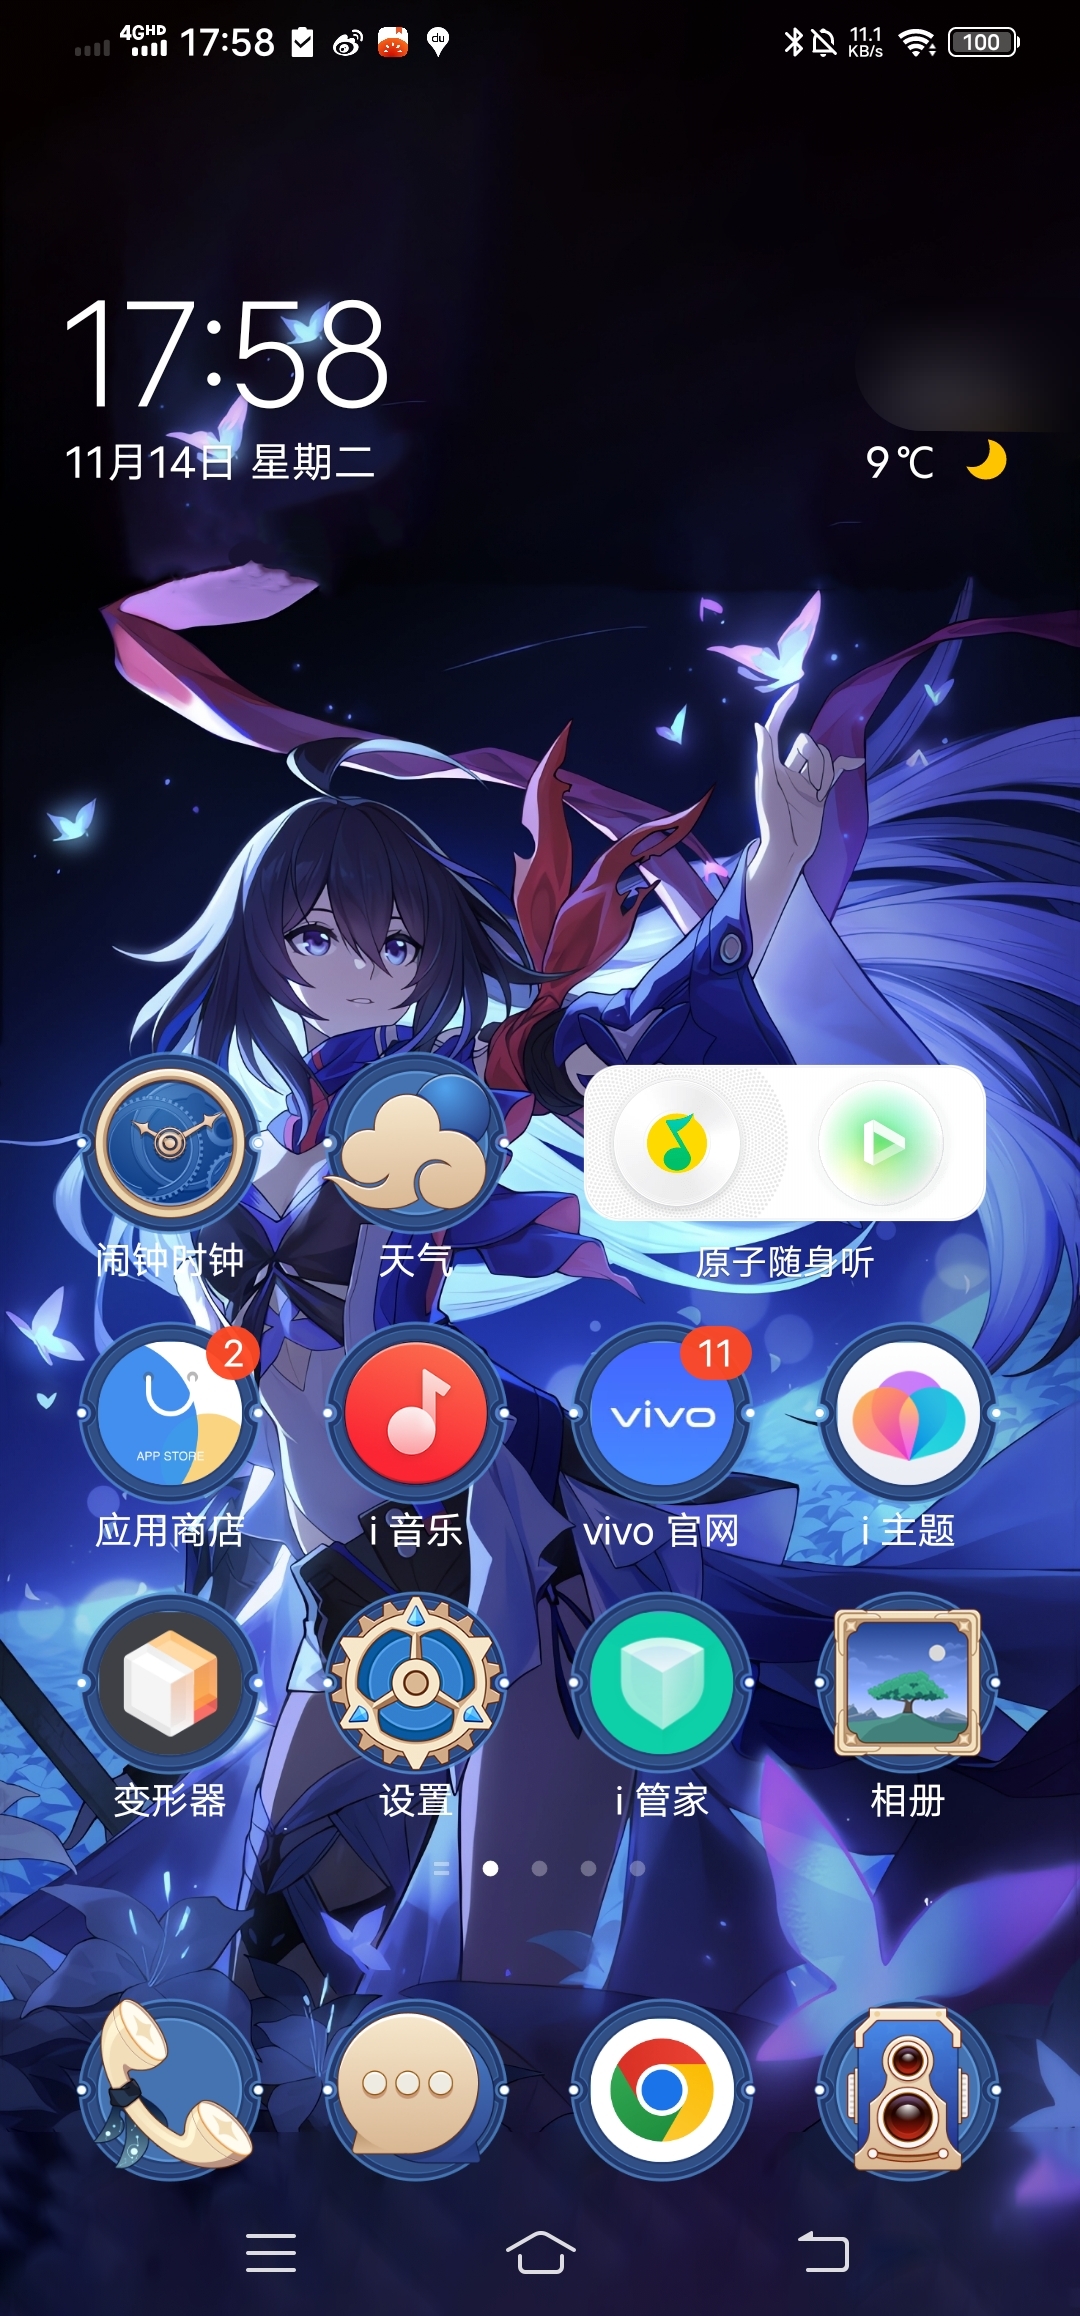 4GHD 17:58 du 11.1 KB/s 100
17:58
11月14日 星期二 9℃
闹钟时钟 天气 原子随身听
2 11
APP STORE vivo
应用商店 i 音乐 vivo 官网 i 主题
变形器 设置 i 管家 相册